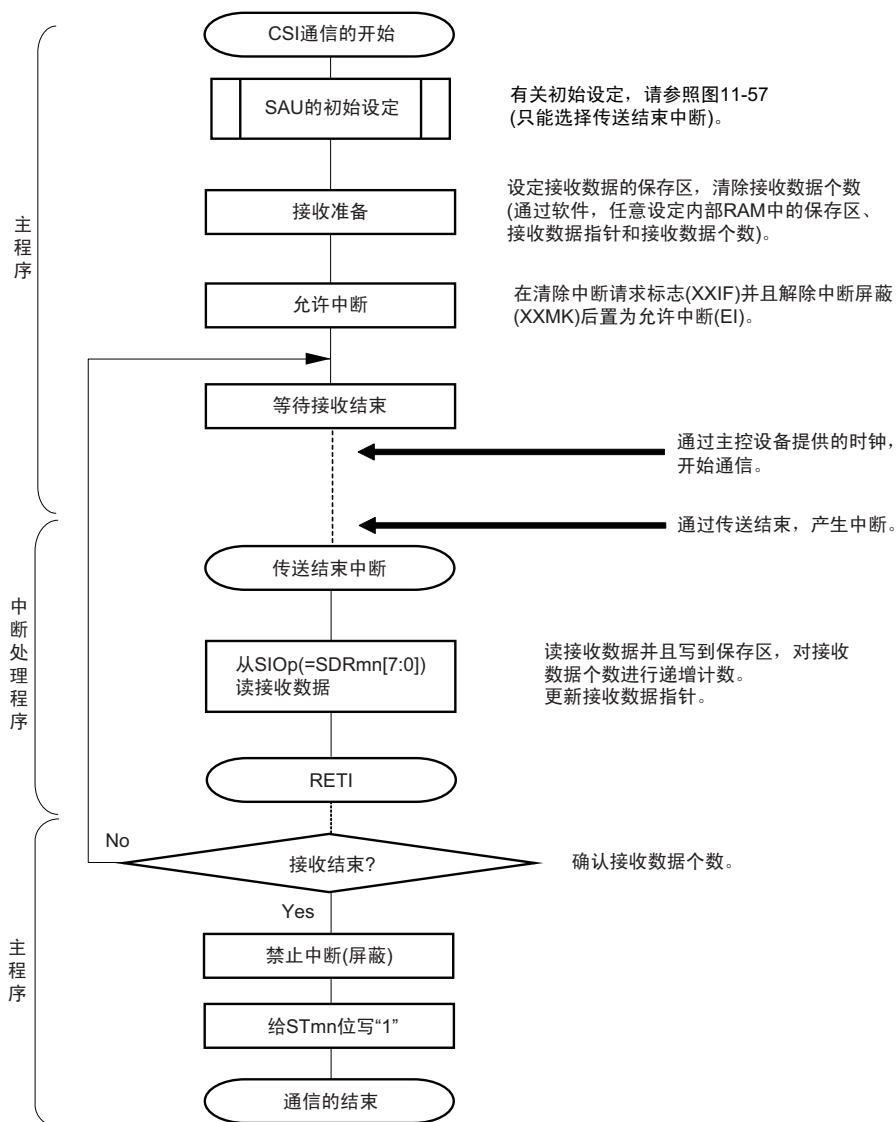 CSI通信的开始
SAU的初始设定
有关初始设定，请参照图11-57
(只能选择传送结束中断)。
接收准备
设定接收数据的保存区，清除接收数据个数
(通过软件，任意设定内部RAM中的保存区、
接收数据指针和接收数据个数)。
主程序
允许中断
在清除中断请求标志(XXIF)并且解除中断屏蔽
(XXMK)后置为允许中断(EI)。
等待接收结束
通过主控设备提供的时钟，
开始通信。
通过传送结束，产生中断。
传送结束中断
中断处理程序
从SIOp(=SDRmn[7:0])
读接收数据
读接收数据并且写到保存区，对接收
数据个数进行递增计数。
更新接收数据指针。
RETI
No
接收结束?
确认接收数据个数。
Yes
禁止中断(屏蔽)
主程序
给STmn位写“1”
通信的结束